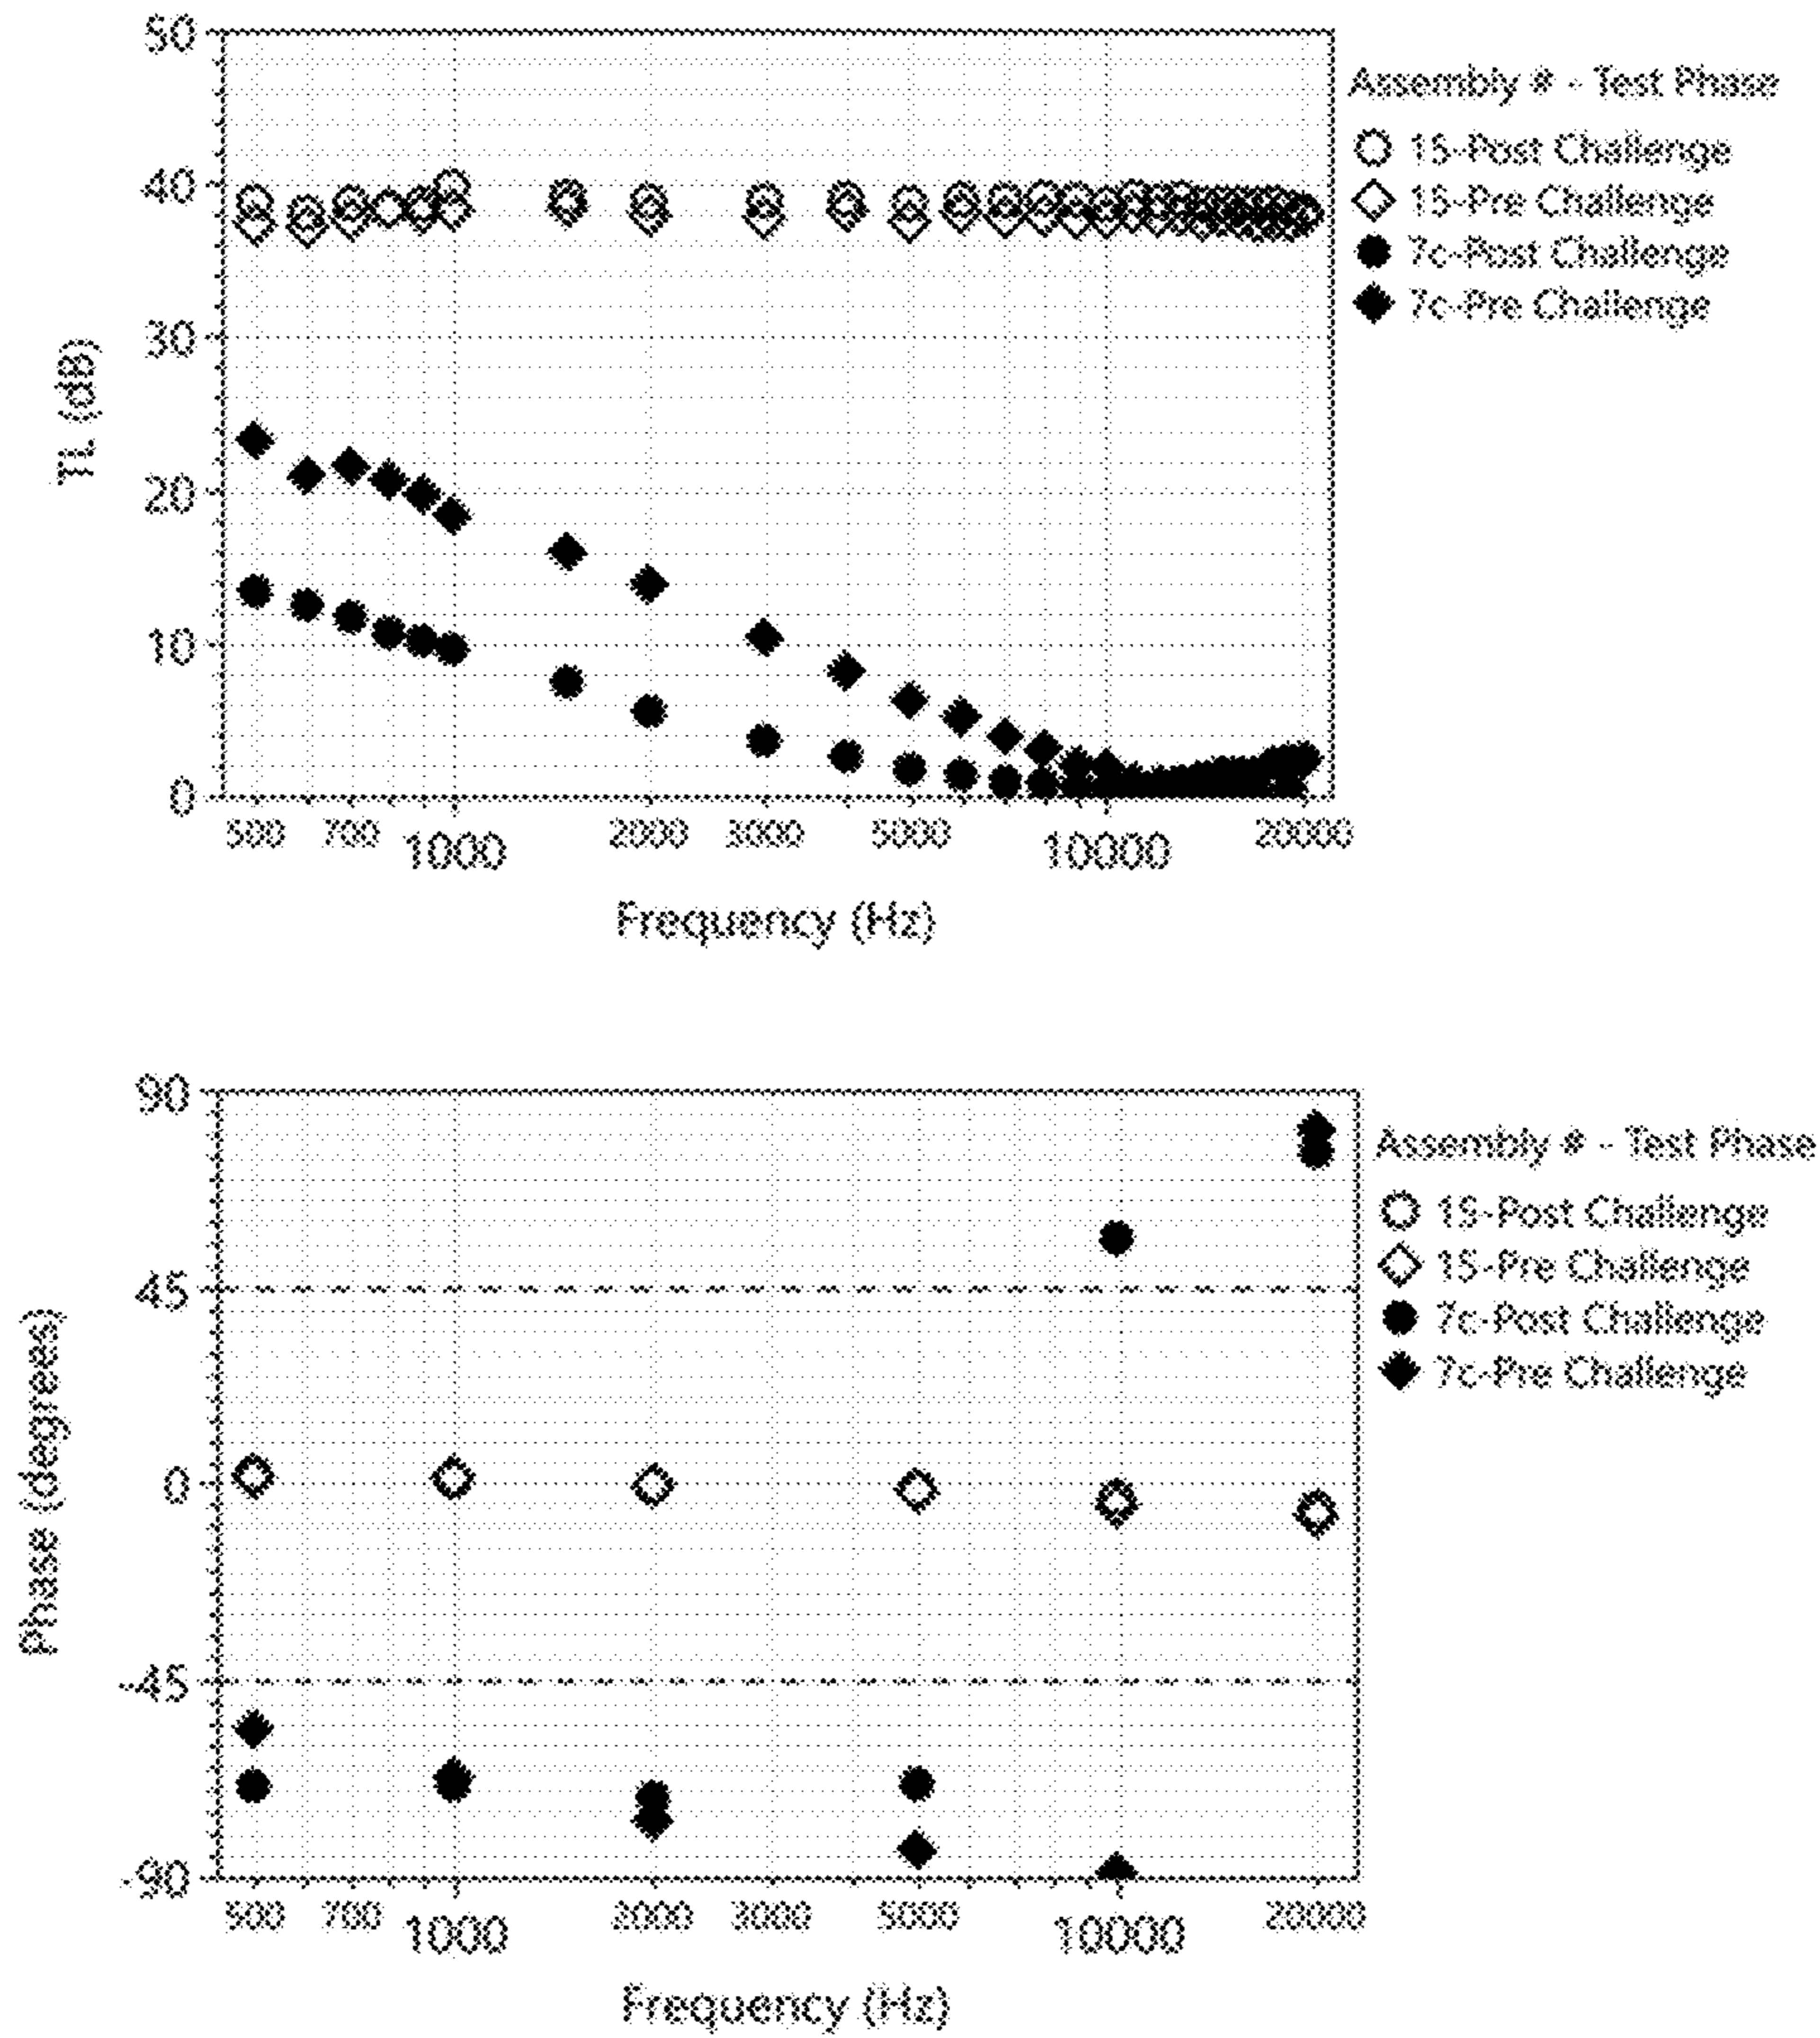 50
40
30
20
10
0
TL (dB)
500 700 1000 2000 3000 5000 10000 20000
Frequency (Hz)
Assembly # - Test Phase
15-Post Challenge
15-Pre Challenge
7c-Post Challenge
7c-Pre Challenge
90
45
0
-45
-90
Phase (degrees)
500 700 1000 2000 3000 5000 10000 20000
Frequency (Hz)
Assembly # - Test Phase
15-Post Challenge
15-Pre Challenge
7c-Post Challenge
7c-Pre Challenge